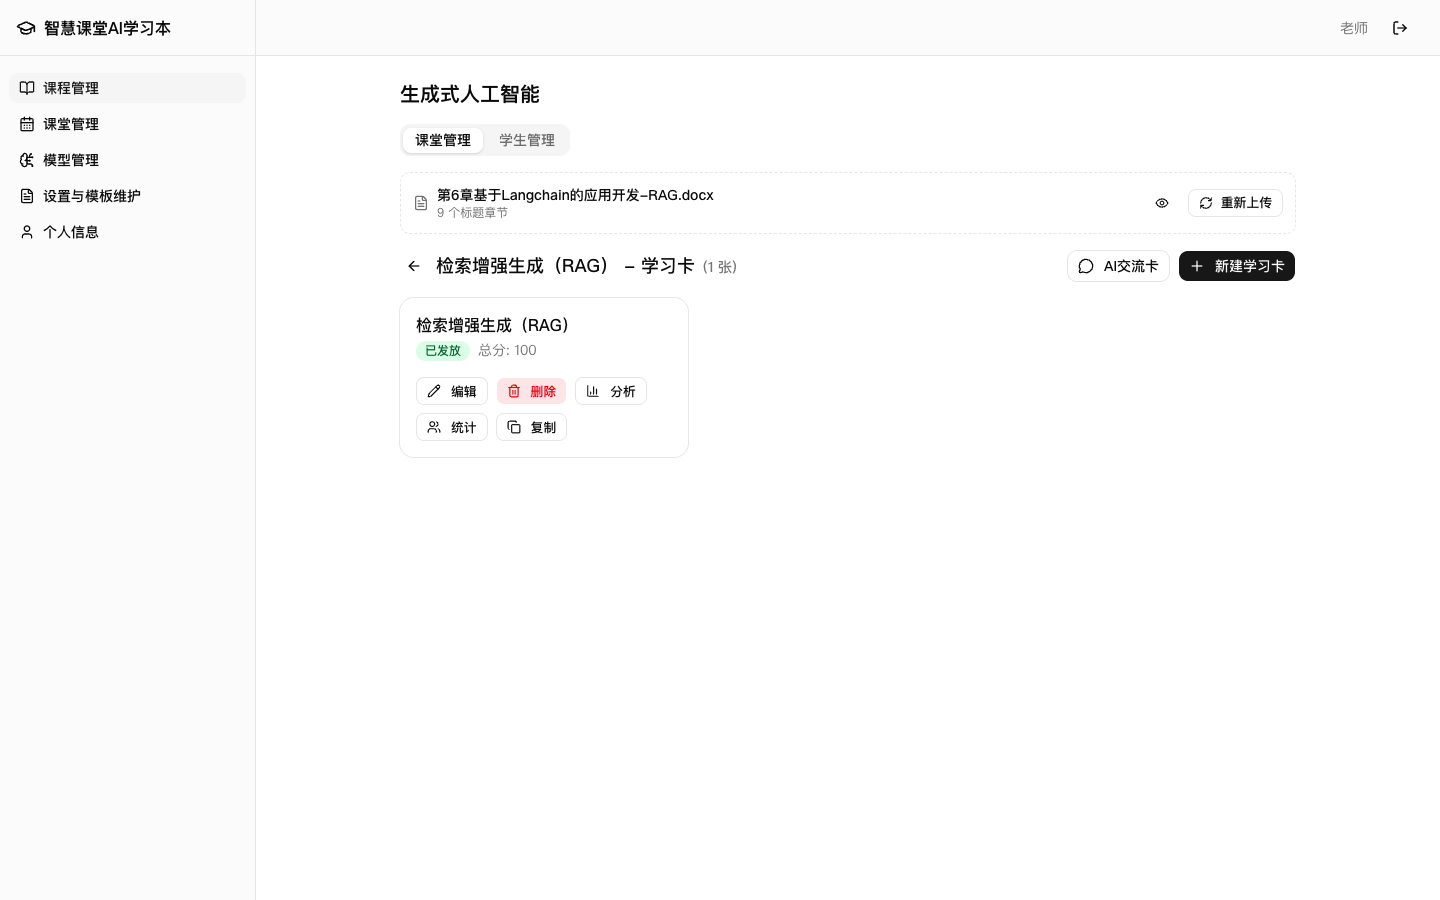 智慧课堂AI学习本
老师
课程管理
课堂管理
模型管理
设置与模板维护
个人信息
生成式人工智能
课堂管理
学生管理
第6章基于Langchain的应用开发-RAG.docx
9 个标题章节
重新上传
检索增强生成（RAG） - 学习卡 (1 张)
AI交流卡
新建学习卡
检索增强生成（RAG）
已发放 总分: 100
编辑
删除
分析
统计
复制